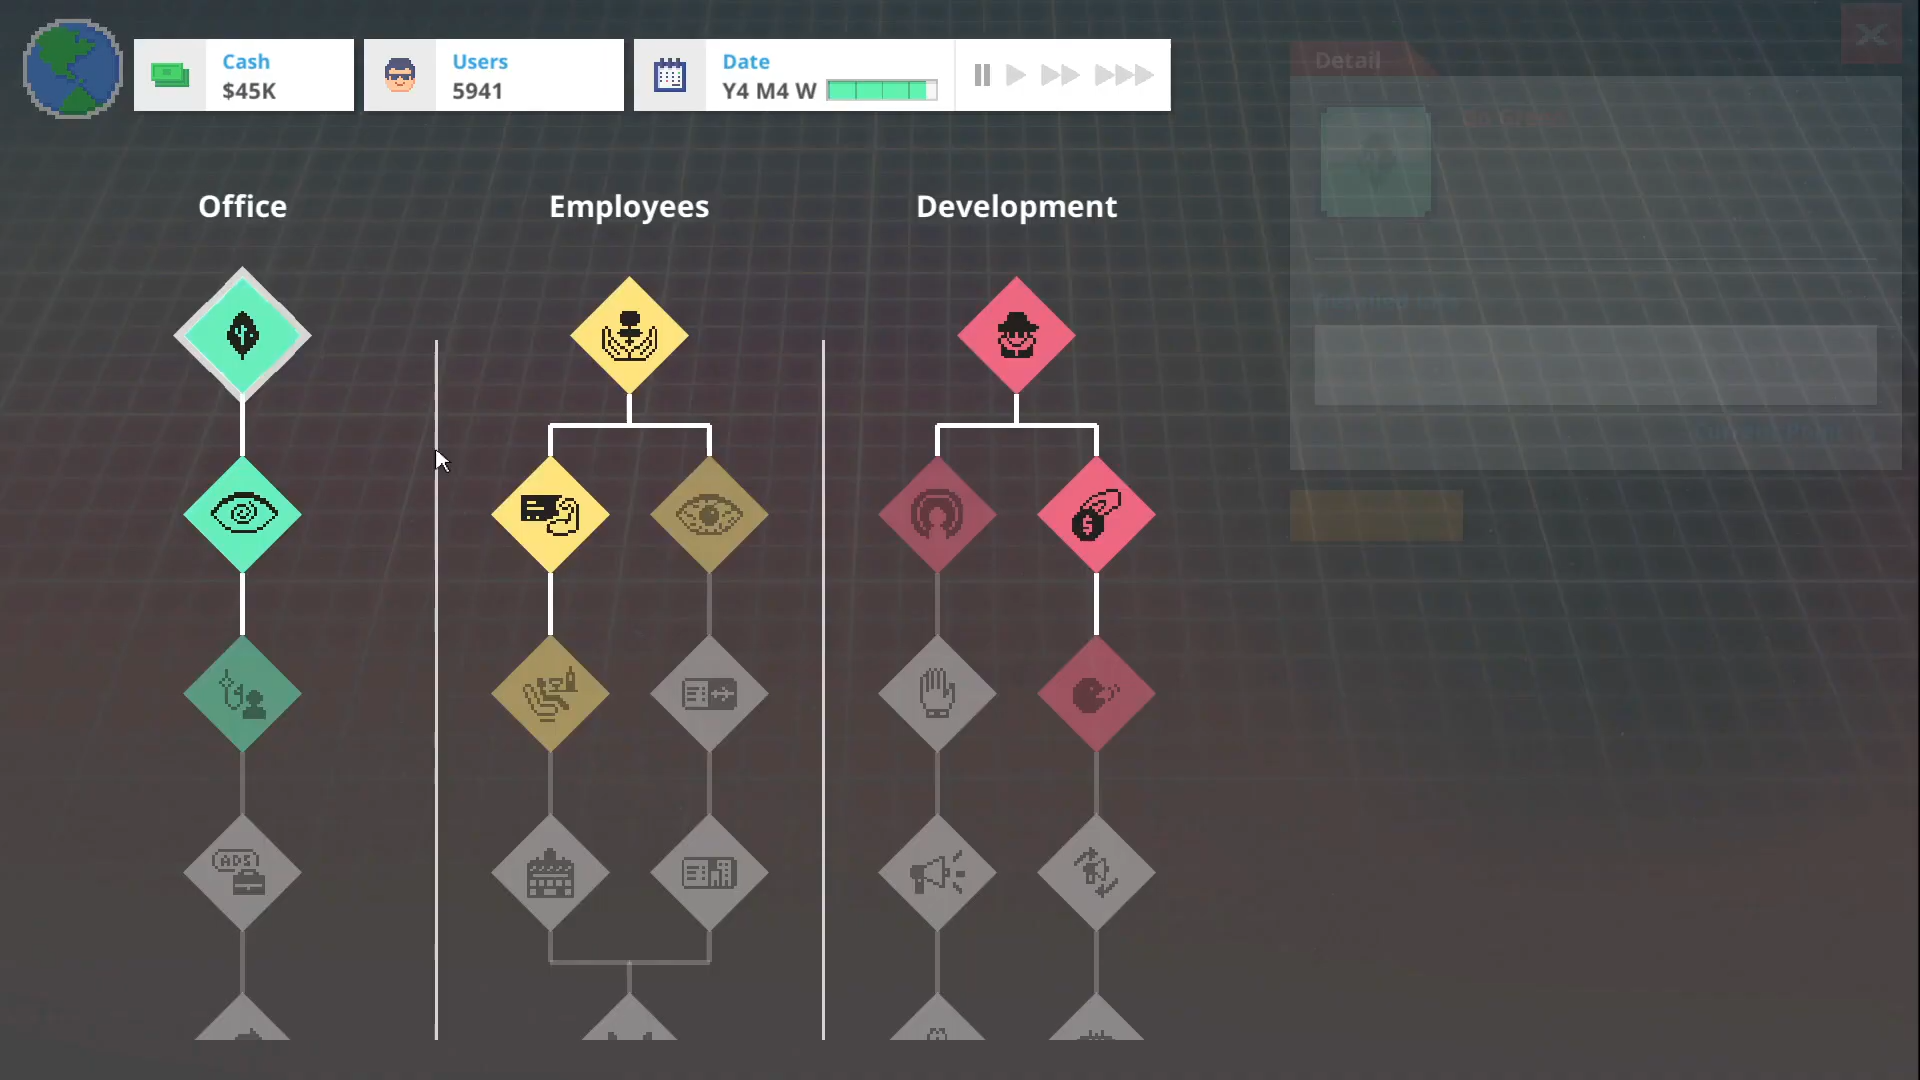 Cash
$45K
Users
5941
Date
Y4 M4 W
Detail
Office
Employees
Development
ADS